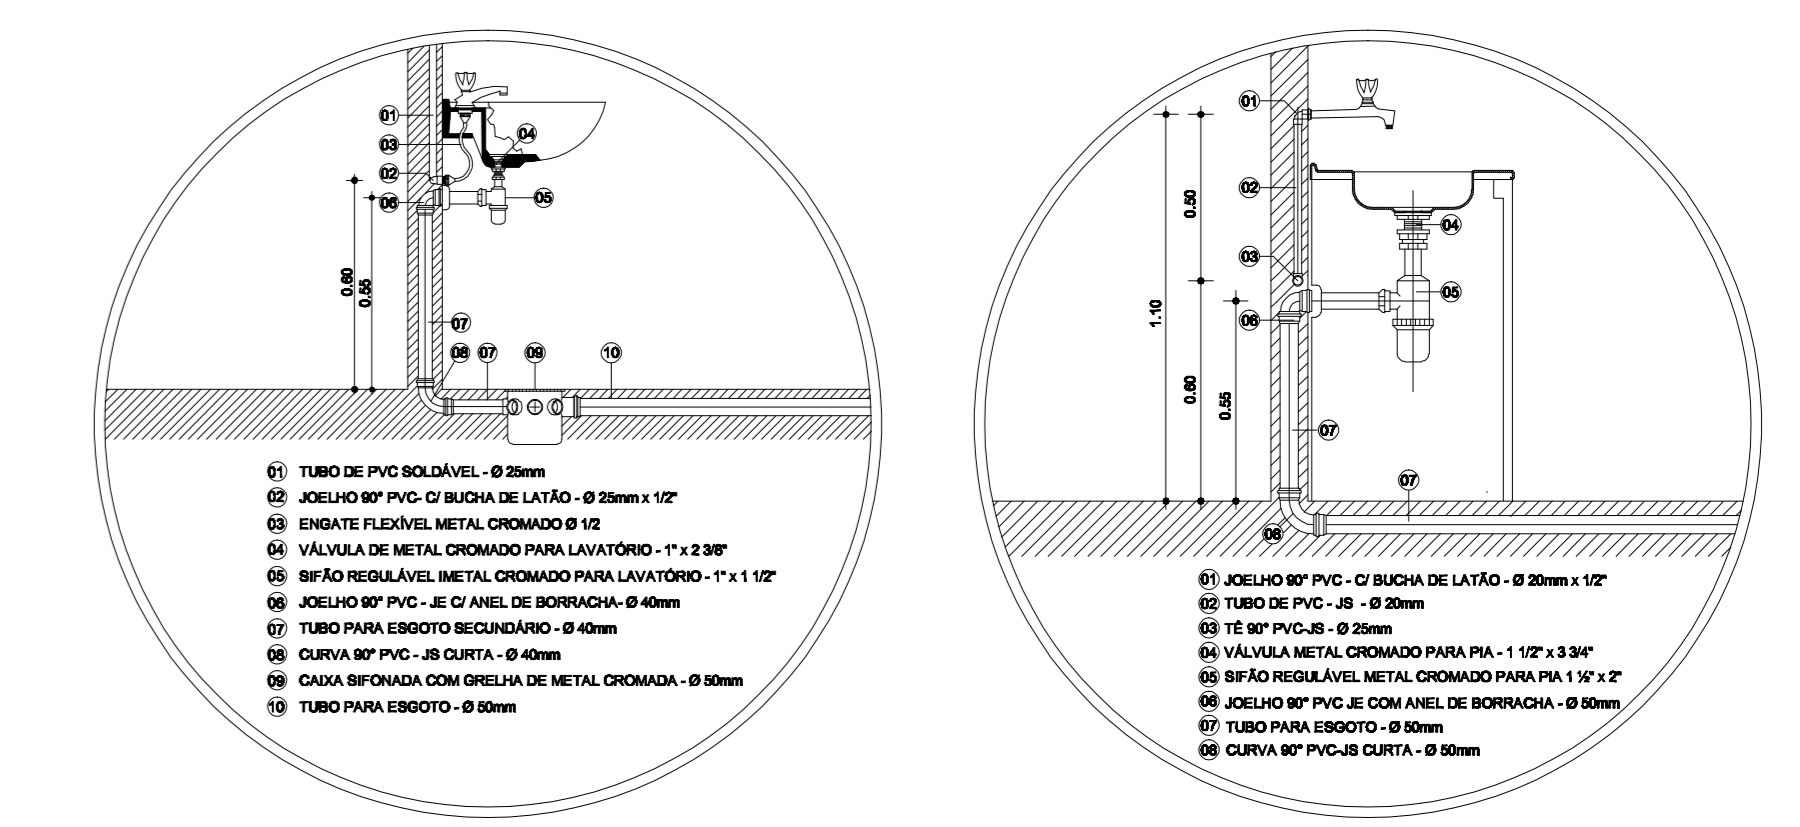 01
03
02
06
04
05
0.60
0.55
07
08
07
09
10
01 TUBO DE PVC SOLDÁVEL - Ø 25mm
02 JOELHO 90° PVC- C/ BUCHA DE LATÃO - Ø 25mm x 1/2"
03 ENGATE FLEXÍVEL METAL CROMADO Ø 1/2
04 VÁLVULA DE METAL CROMADO PARA LAVATÓRIO - 1" x 2 3/8"
05 SIFÃO REGULÁVEL IMETAL CROMADO PARA LAVATÓRIO - 1" x 1 1/2"
06 JOELHO 90° PVC - JE C/ ANEL DE BORRACHA- Ø 40mm
07 TUBO PARA ESGOTO SECUNDÁRIO - Ø 40mm
08 CURVA 90° PVC - JS CURTA - Ø 40mm
09 CAIXA SIFONADA COM GRELHA DE METAL CROMADA - Ø 50mm
10 TUBO PARA ESGOTO - Ø 50mm
01
02
03
06
04
05
0.50
1.10
0.60
0.55
07
07
08
01 JOELHO 90° PVC - C/ BUCHA DE LATÃO - Ø 20mm x 1/2"
02 TUBO DE PVC - JS - Ø 20mm
03 TÊ 90° PVC-JS - Ø 25mm
04 VÁLVULA METAL CROMADO PARA PIA - 1 1/2" x 3 3/4"
05 SIFÃO REGULÁVEL METAL CROMADO PARA PIA 1 ½" x 2"
06 JOELHO 90° PVC JE COM ANEL DE BORRACHA - Ø 50mm
07 TUBO PARA ESGOTO - Ø 50mm
08 CURVA 90° PVC-JS CURTA - Ø 50mm